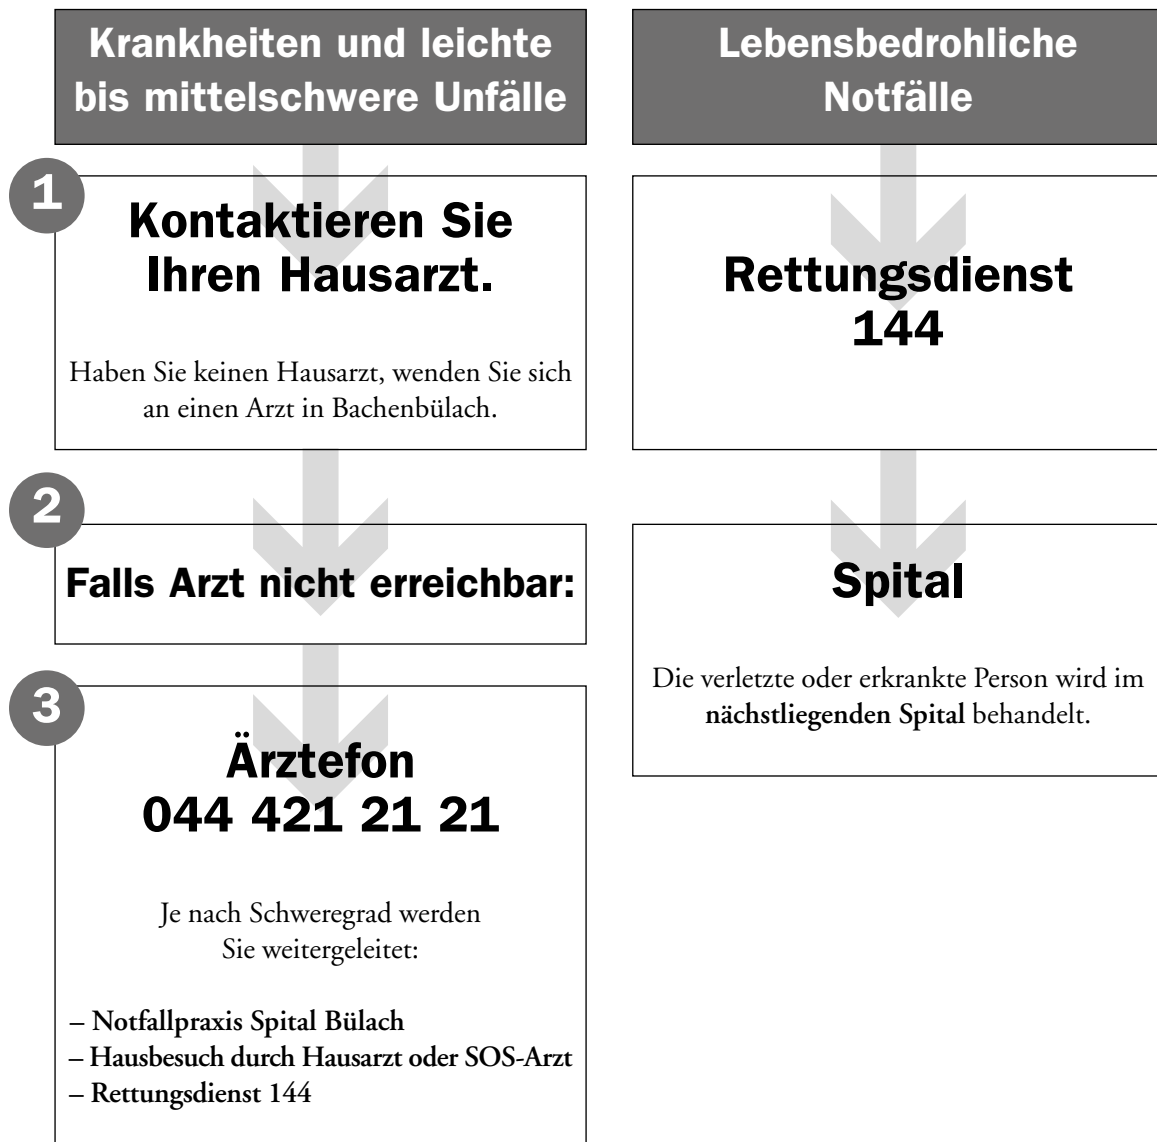 Krankheiten und leichte
bis mittelschwere Unfälle
1
Kontaktieren Sie
Ihren Hausarzt.
Haben Sie keinen Hausarzt, wenden Sie sich
an einen Arzt in Bachenbülach.
2
Falls Arzt nicht erreichbar:
3
Ärztefon
044 421 21 21
Je nach Schweregrad werden
Sie weitergeleitet:
– Notfallpraxis Spital Bülach
– Hausbesuch durch Hausarzt oder SOS-Arzt
– Rettungsdienst 144
Lebensbedrohliche
Notfälle
Rettungsdienst
144
Spital
Die verletzte oder erkrankte Person wird im
nächstliegenden Spital behandelt.